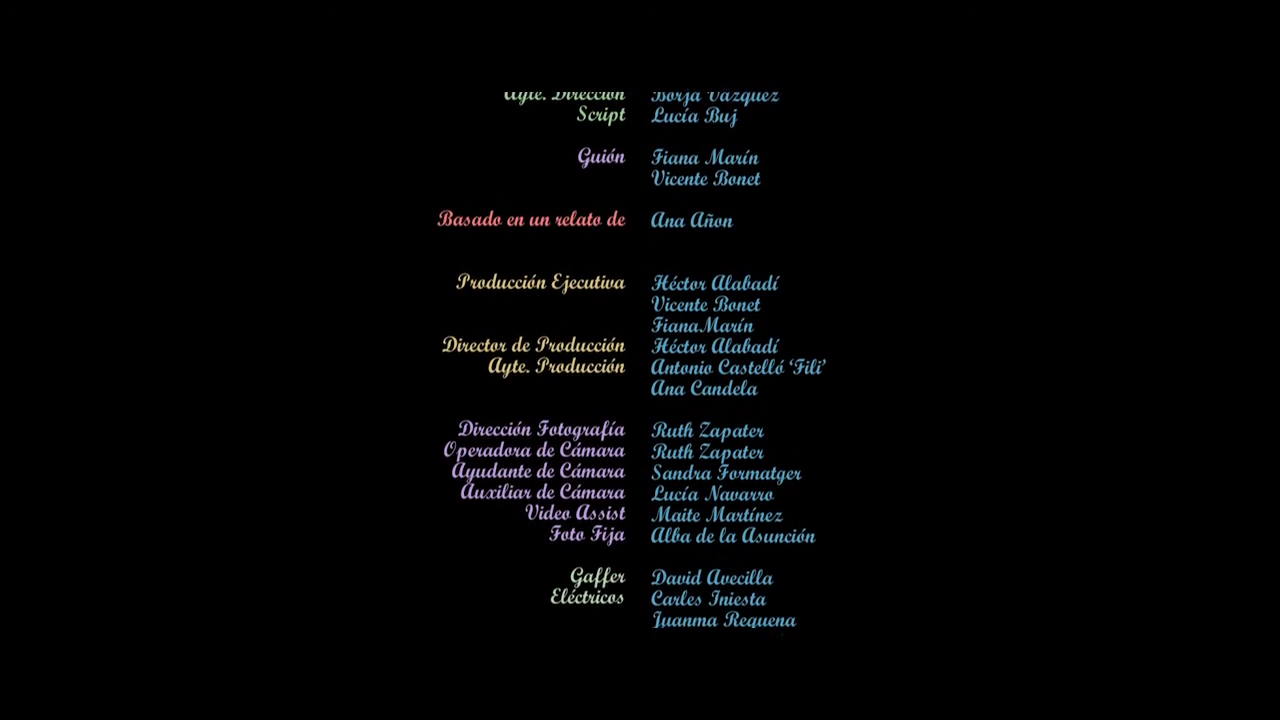 Ayte. Dirección Borja Vázquez
Script Lucía Buj
Guión Fiana Marín
Vicente Bonet
Basado en un relato de Ana Añon
Producción Ejecutiva Héctor Alabadí
Vicente Bonet
FianaMarín
Director de Producción Héctor Alabadí
Ayte. Producción Antonio Castelló ‘Fili’
Ana Candela
Dirección Fotografía Ruth Zapater
Operadora de Cámara Ruth Zapater
Ayudante de Cámara Sandra Formatger
Auxiliar de Cámara Lucía Navarro
Video Assist Maite Martínez
Foto Fija Alba de la Asunción
Gaffer David Avecilla
Eléctricos Carles Iniesta
Juanma Requena